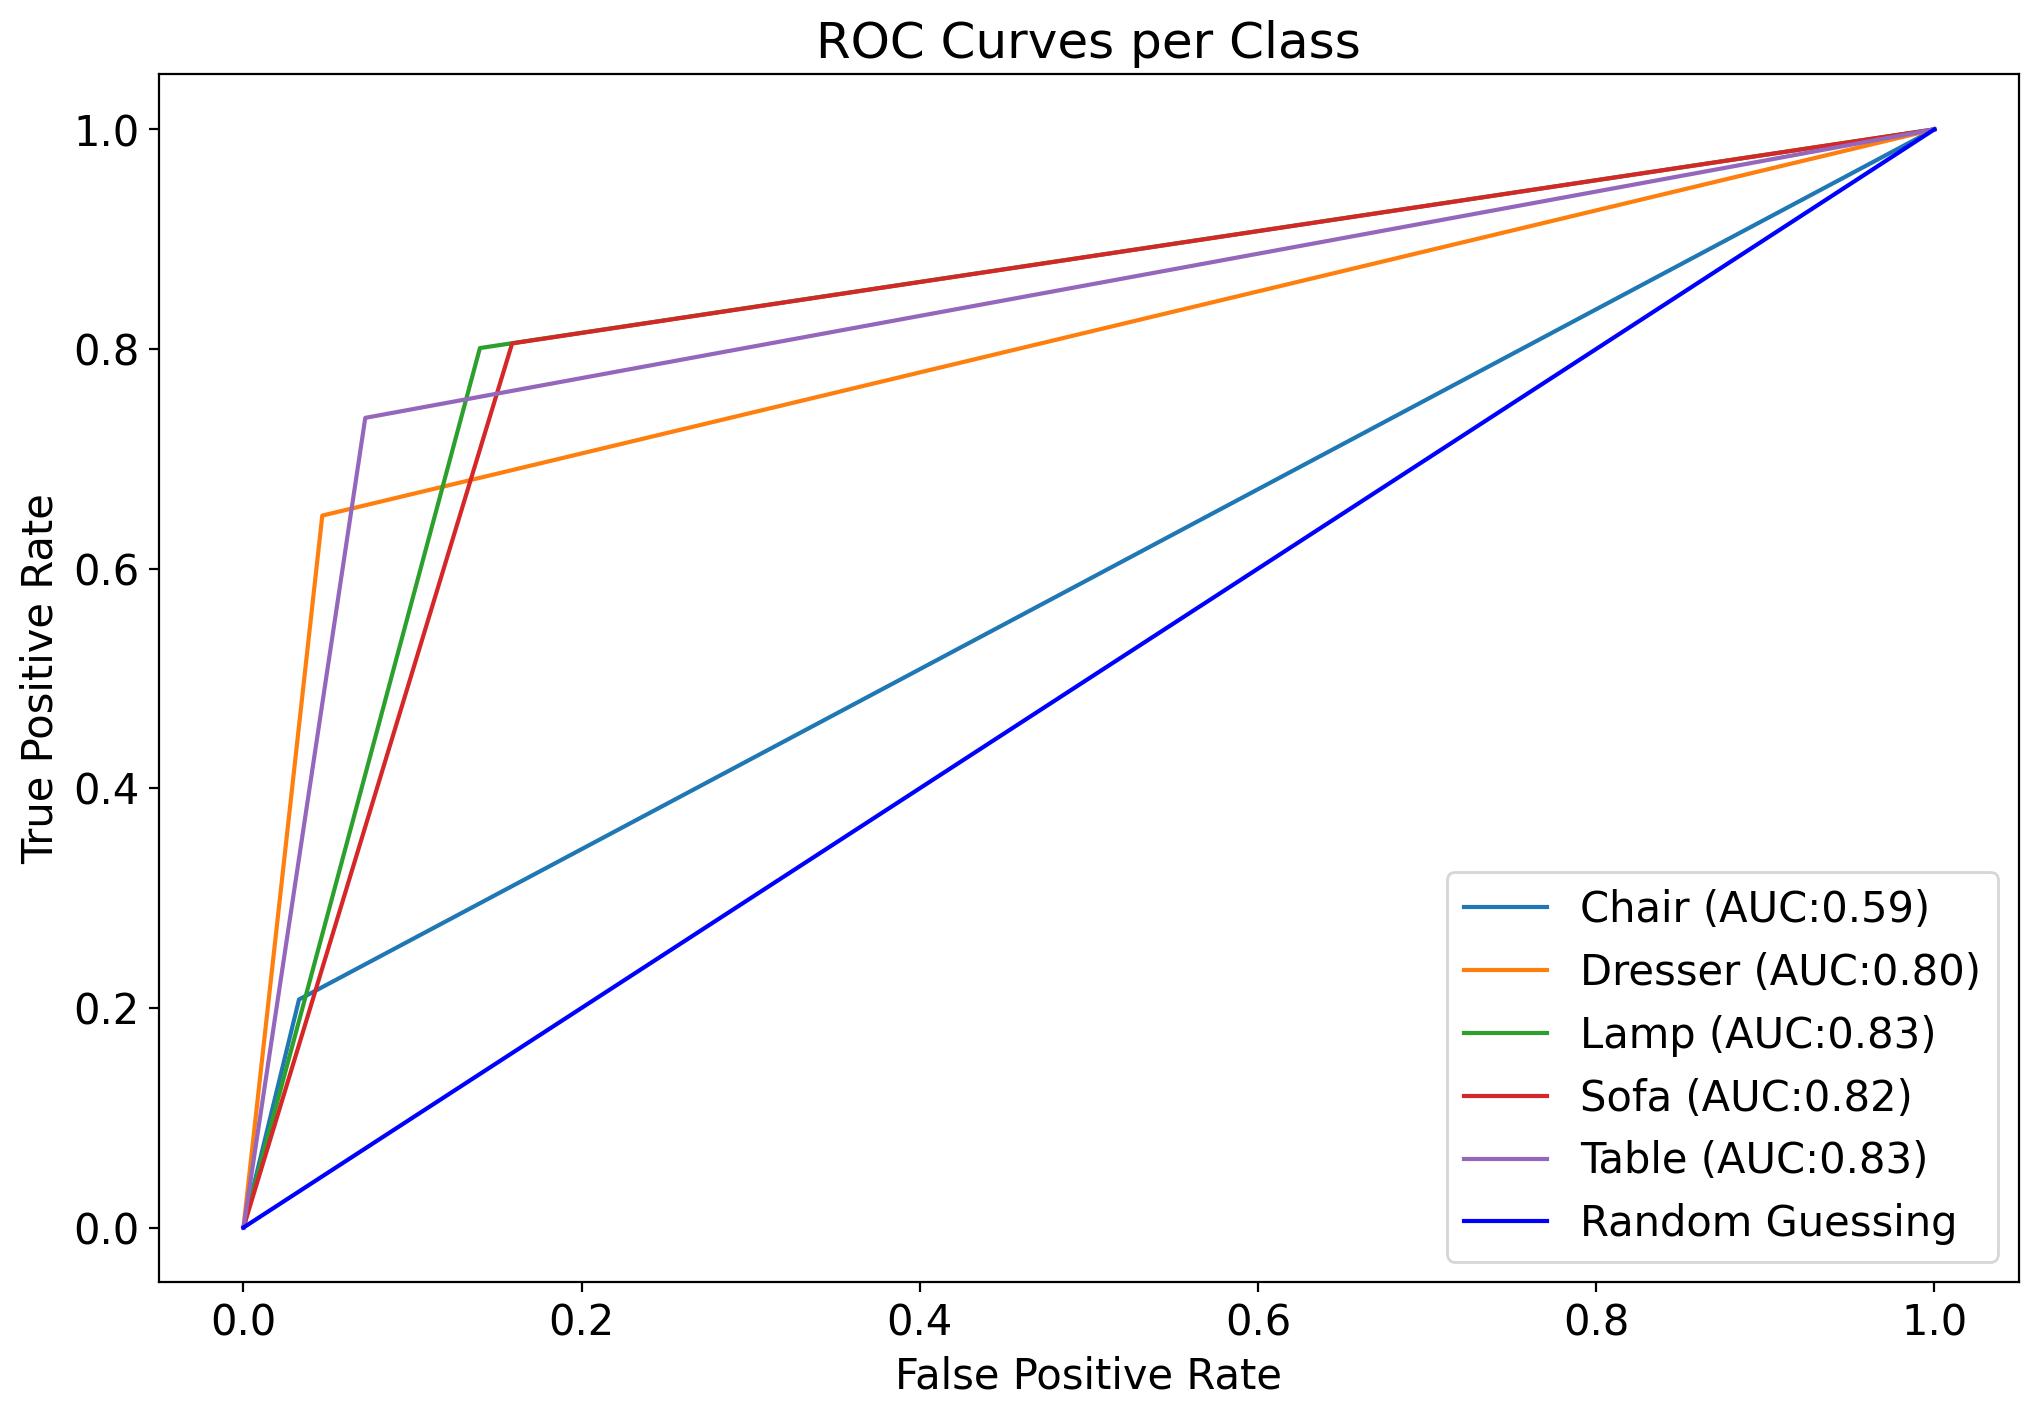 ROC Curves per Class
True Positive Rate
1.0
0.8
0.6
0.4
0.2
0.0
Chair (AUC:0.59)
Dresser (AUC:0.80)
Lamp (AUC:0.83)
Sofa (AUC:0.82)
Table (AUC:0.83)
Random Guessing
0.0 0.2 0.4 0.6 0.8 1.0
False Positive Rate